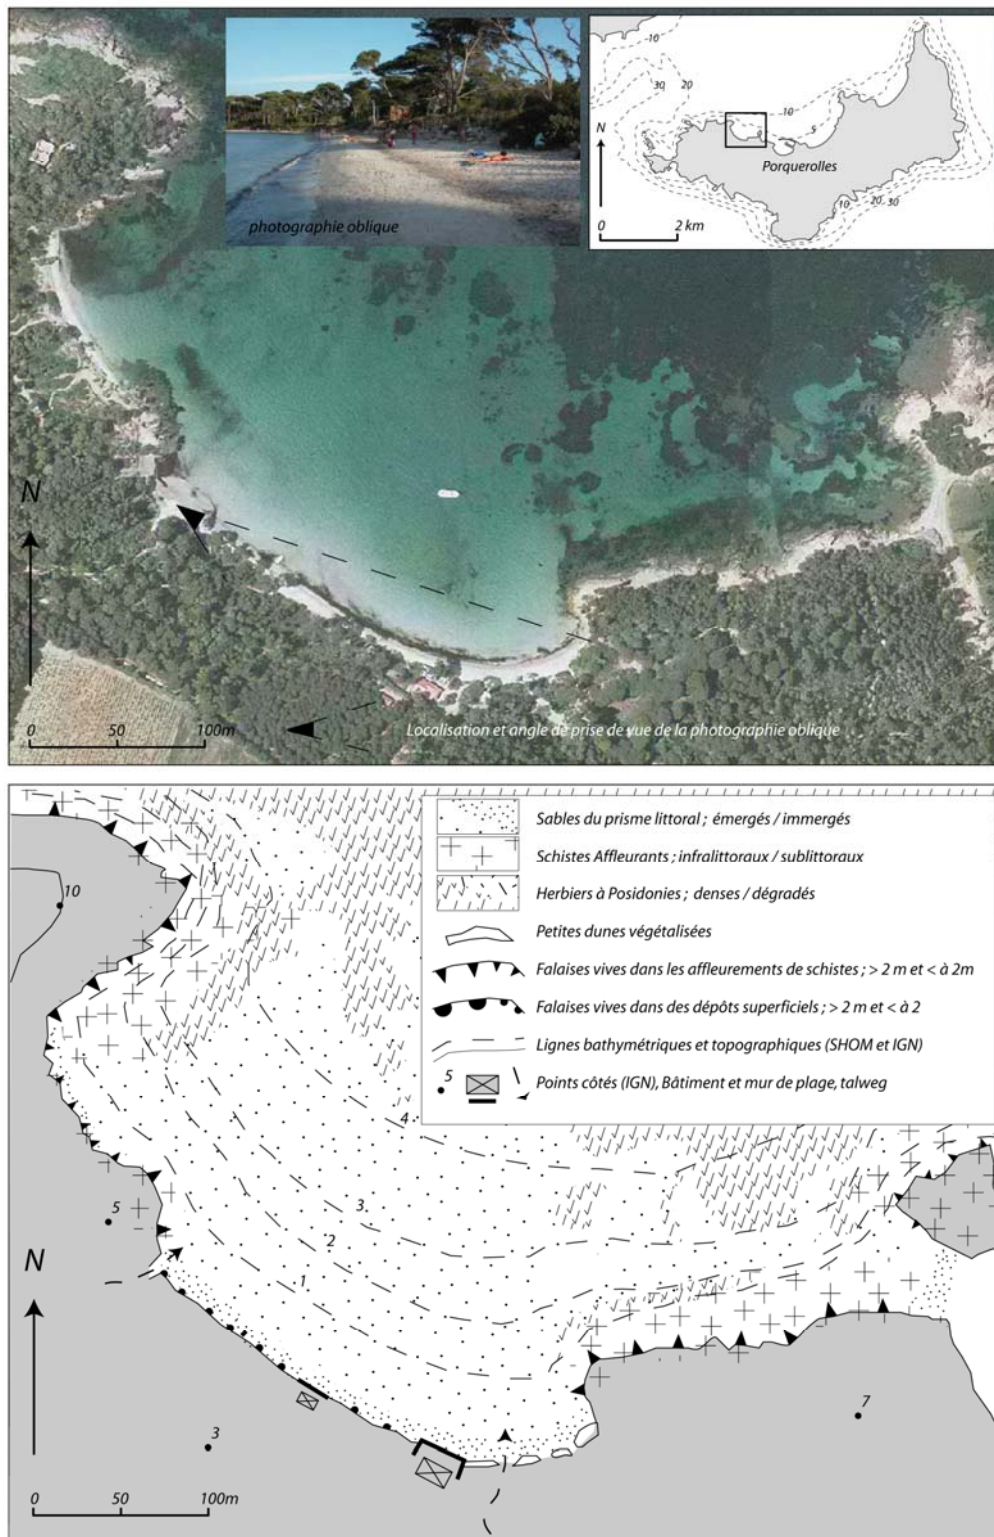 photographie oblique
10
20
30
10
5
N
Porquerolles
10
20
30
0
2 km
N
0
50
100m
Localisation et angle de prise de vue de la photographie oblique
Sables du prisme littoral ; émergés / immergés
Schistes Affleurants ; infralittoraux / sublittoraux
Herbiers à Posidonies ; denses / dégradés
Petites dunes végétalisées
Falaises vives dans les affleurements de schistes ; > 2 m et < à 2m
Falaises vives dans des dépôts superficiels ; > 2 m et < à 2
Lignes bathymétriques et topographiques (SHOM et IGN)
5
Points côtés (IGN), Bâtiment et mur de plage, talweg
10
4
3
2
1
5
N
3
7
0
50
100m